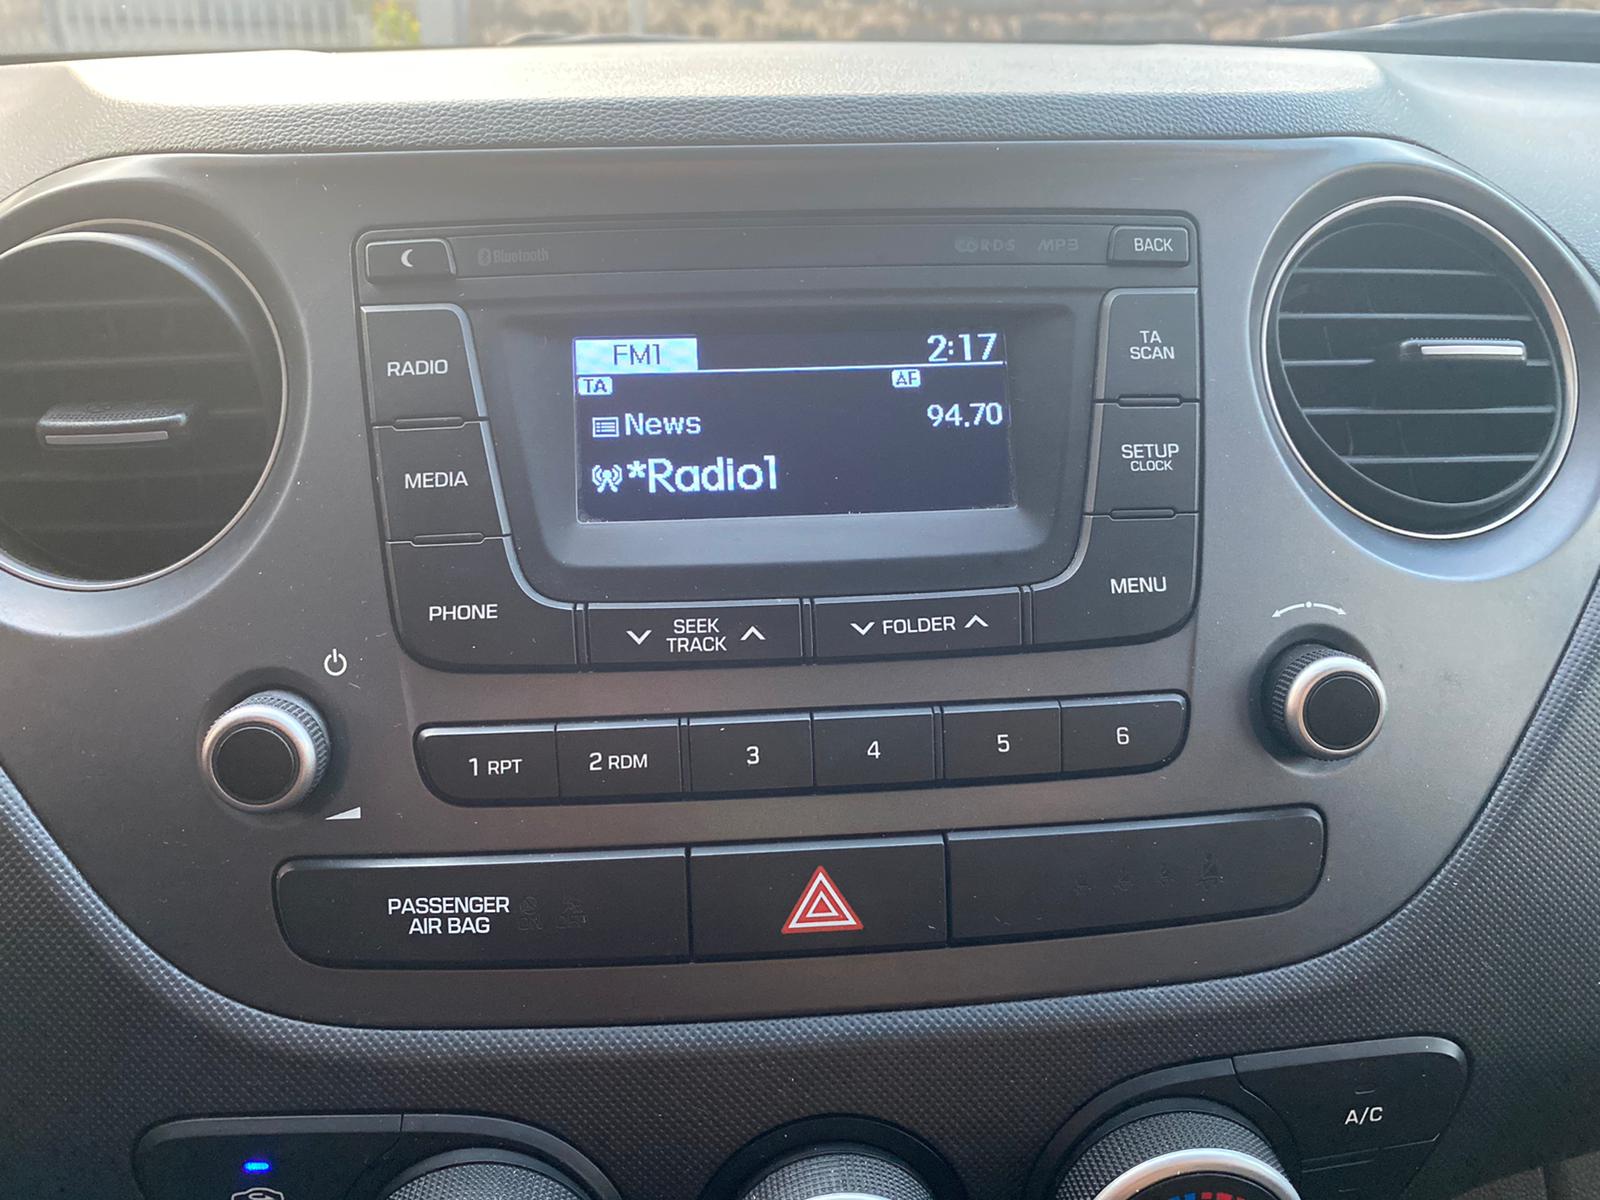 Bluetooth
RDS MP3
BACK
RADIO
MEDIA
PHONE
FM1 2:17
TA AF
News 94.70
*Radio1
TA
SCAN
SETUP
CLOCK
MENU
SEEK
TRACK
FOLDER
1 RPT 2 RDM 3 4 5 6
PASSENGER
AIR BAG
A/C